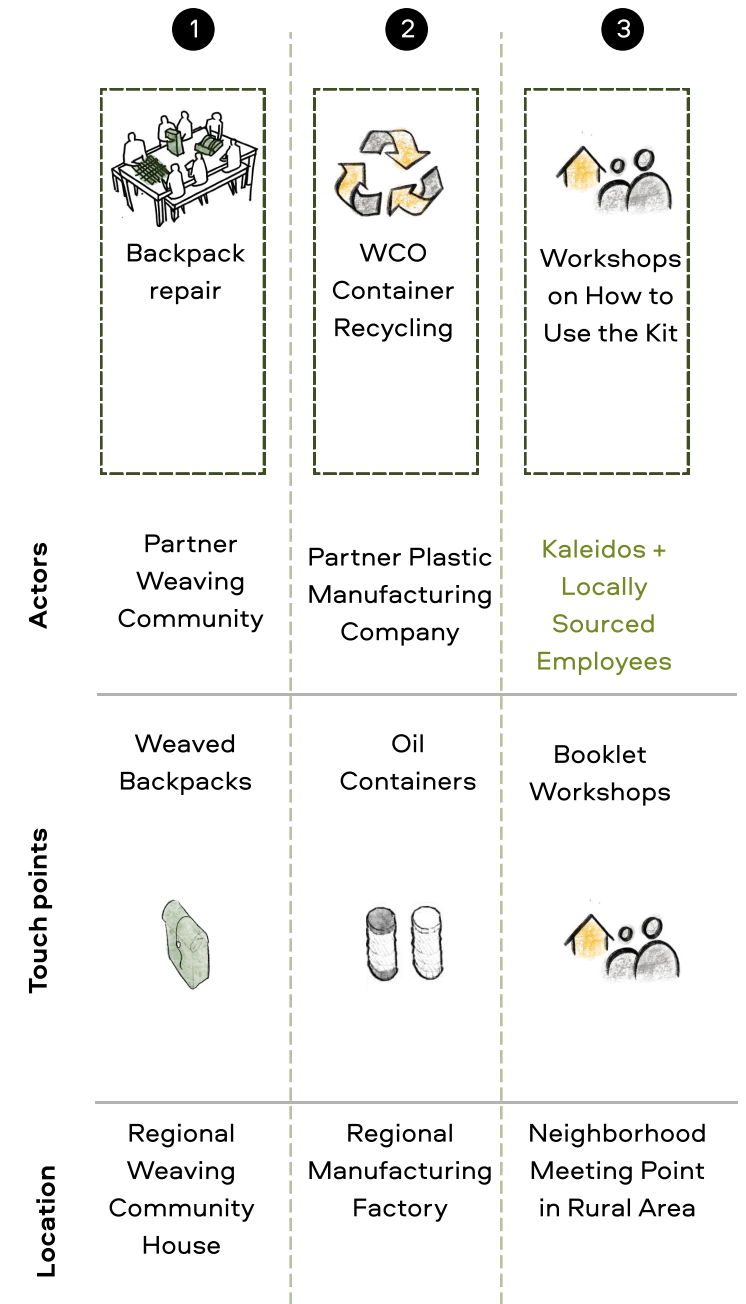 1
2
3
Backpack
repair
WCO
Container
Recycling
Workshops
on How to
Use the Kit
Actors
Partner
Weaving
Community
Partner Plastic
Manufacturing
Company
Kaleidos +
Locally
Sourced
Employees
Touch points
Weaved
Backpacks
Oil
Containers
Booklet
Workshops
Location
Regional
Weaving
Community
House
Regional
Manufacturing
Factory
Neighborhood
Meeting Point
in Rural Area